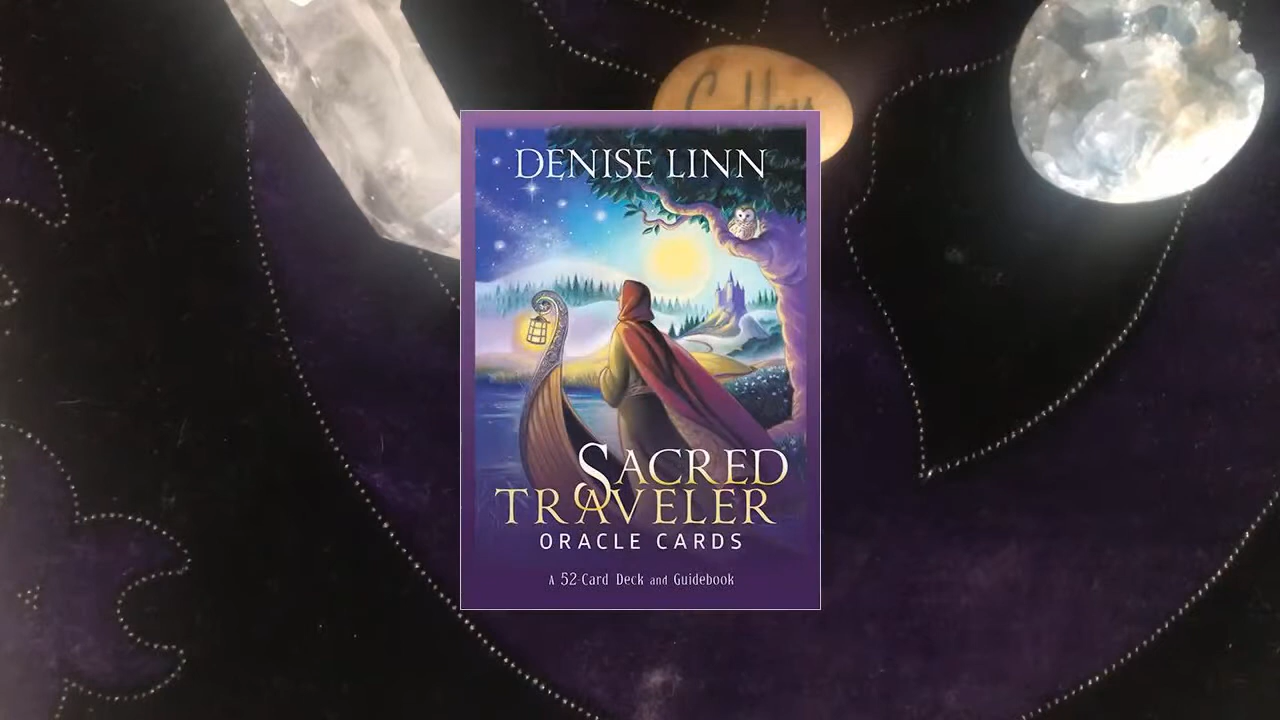 DENISE LINN
SACRED
TRAVELER
ORACLE CARDS
A 52-Card Deck and Guidebook